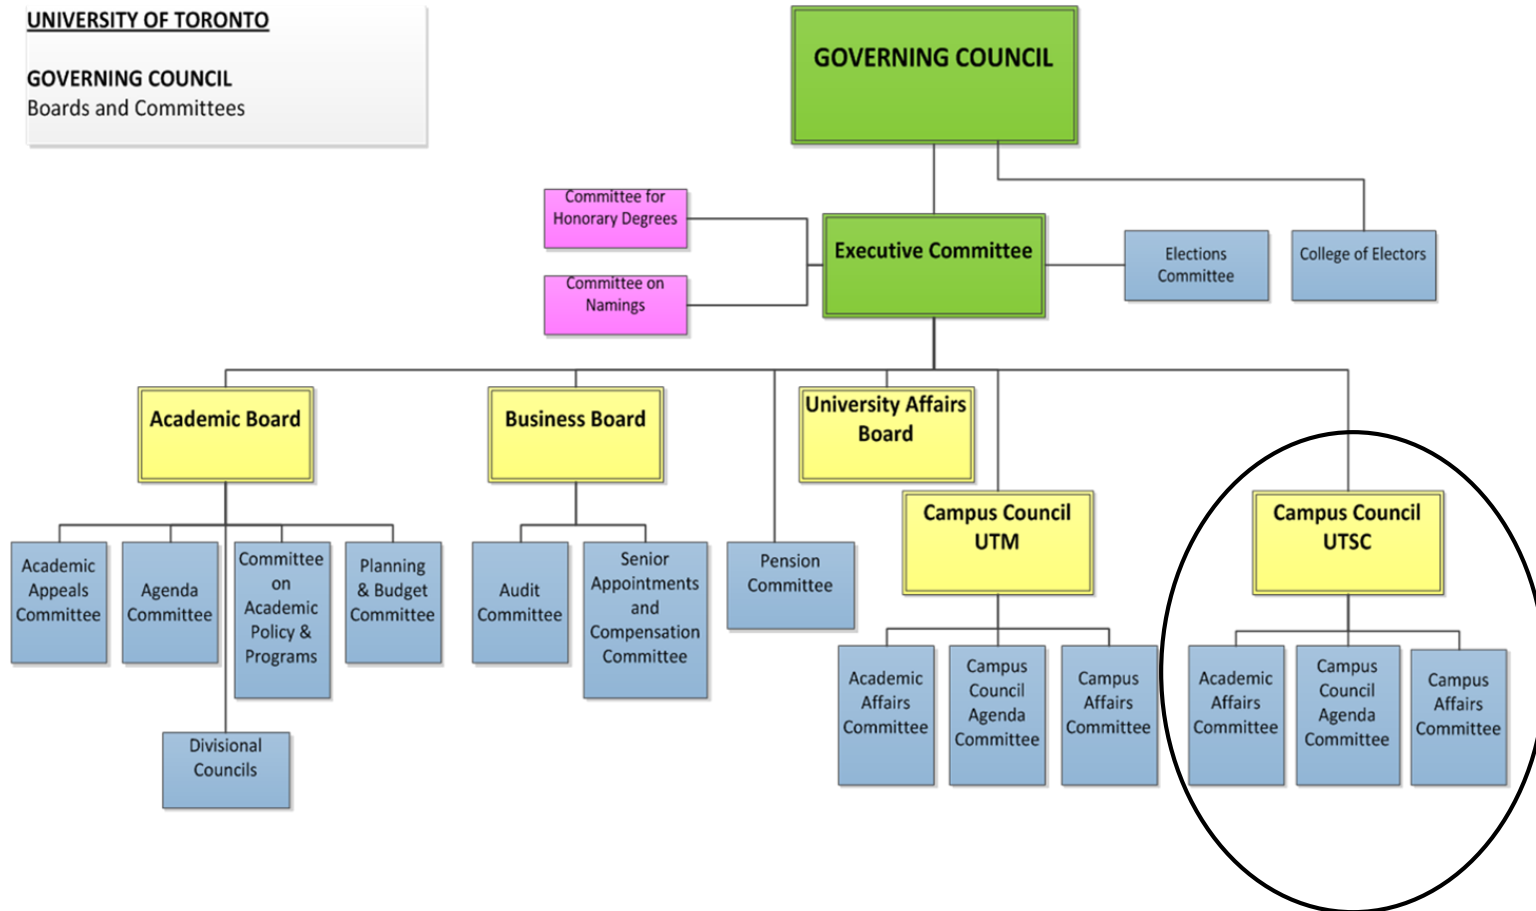 UNIVERSITY OF TORONTO
GOVERNING COUNCIL
Boards and Committees
GOVERNING COUNCIL
Committee for
Honorary Degrees
Executive Committee
Elections
Committee
College of Electors
Committee on
Namings
Academic Board
Business Board
University Affairs
Board
Campus Council
UTM
Campus Council
UTSC
Academic
Appeals
Committee
Agenda
Committee
Committee
on
Academic
Policy &
Programs
Planning
& Budget
Committee
Audit
Committee
Senior
Appointments
and
Compensation
Committee
Pension
Committee
Academic
Affairs
Committee
Campus
Council
Agenda
Committee
Campus
Affairs
Committee
Academic
Affairs
Committee
Campus
Council
Agenda
Committee
Campus
Affairs
Committee
Divisional
Councils